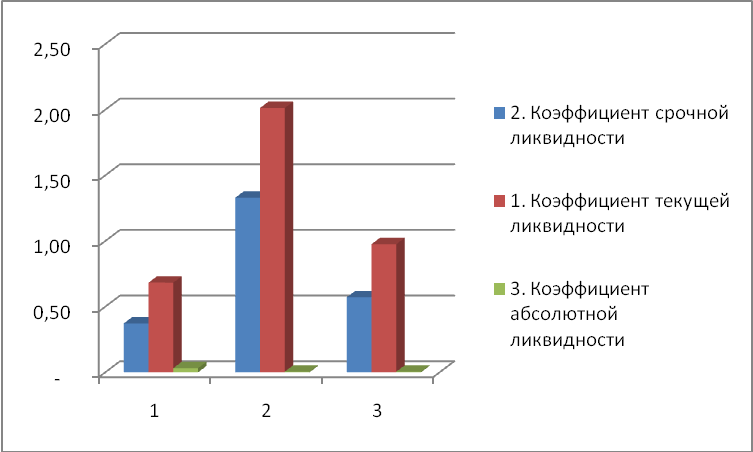 2,50
2,00
1,50
1,00
0,50
-
1
2
3
2. Коэффициент срочной
ликвидности
1. Коэффициент текущей
ликвидности
3. Коэффициент
абсолютной
ликвидности